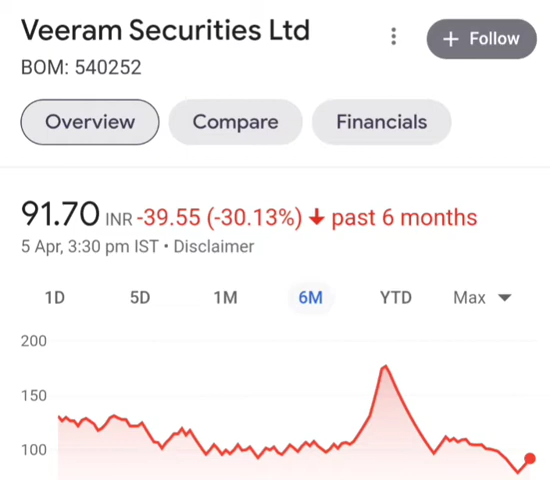 Veeram Securities Ltd
+ Follow
BOM: 540252
Overview
Compare
Financials
91.70 INR -39.55 (-30.13%) ↓ past 6 months
5 Apr, 3:30 pm IST • Disclaimer
1D 5D 1M 6M YTD Max
200
150
100